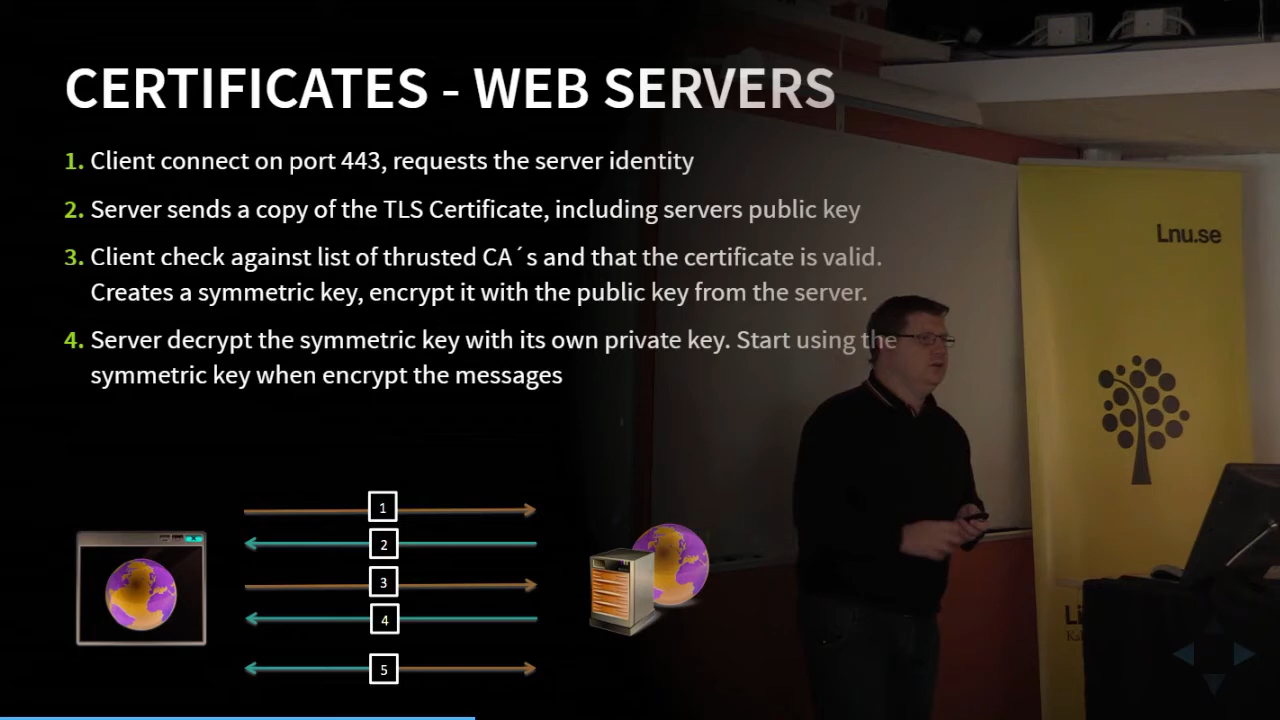 CERTIFICATES - WEB SERVERS
1. Client connect on port 443, requests the server identity
2. Server sends a copy of the TLS Certificate, including servers public key
3. Client check against list of thrusted CA´s and that the certificate is valid.
Creates a symmetric key, encrypt it with the public key from the server.
4. Server decrypt the symmetric key with its own private key. Start using the
symmetric key when encrypt the messages
Lnu.se
1
2
3
4
5